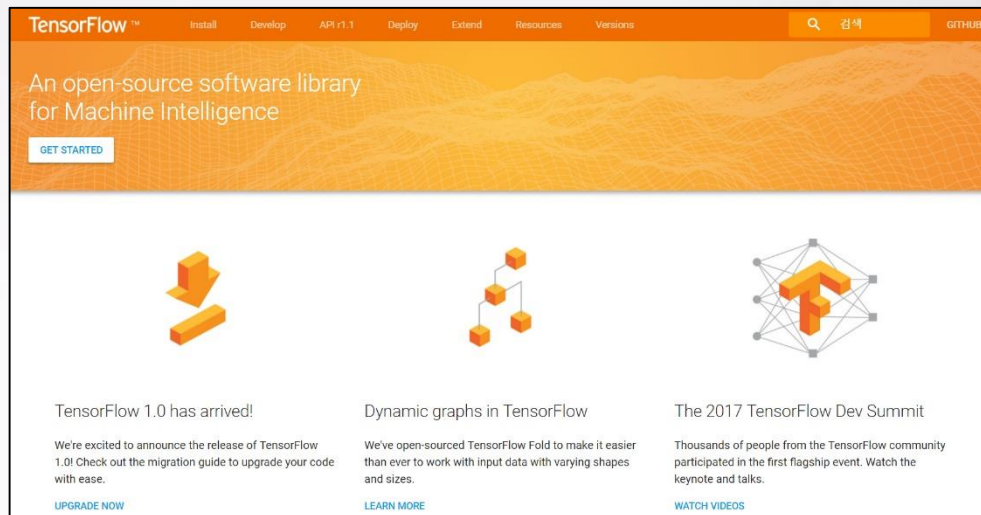 TensorFlow ™ Install Develop API r1.1 Deploy Extend Resources Versions 검색 GITHUB
An open-source software library
for Machine Intelligence
GET STARTED
TensorFlow 1.0 has arrived!
We're excited to announce the release of TensorFlow
1.0! Check out the migration guide to upgrade your code
with ease.
UPGRADE NOW
Dynamic graphs in TensorFlow
We've open-sourced TensorFlow Fold to make it easier
than ever to work with input data with varying shapes
and sizes.
LEARN MORE
The 2017 TensorFlow Dev Summit
Thousands of people from the TensorFlow community
participated in the first flagship event. Watch the
keynote and talks.
WATCH VIDEOS